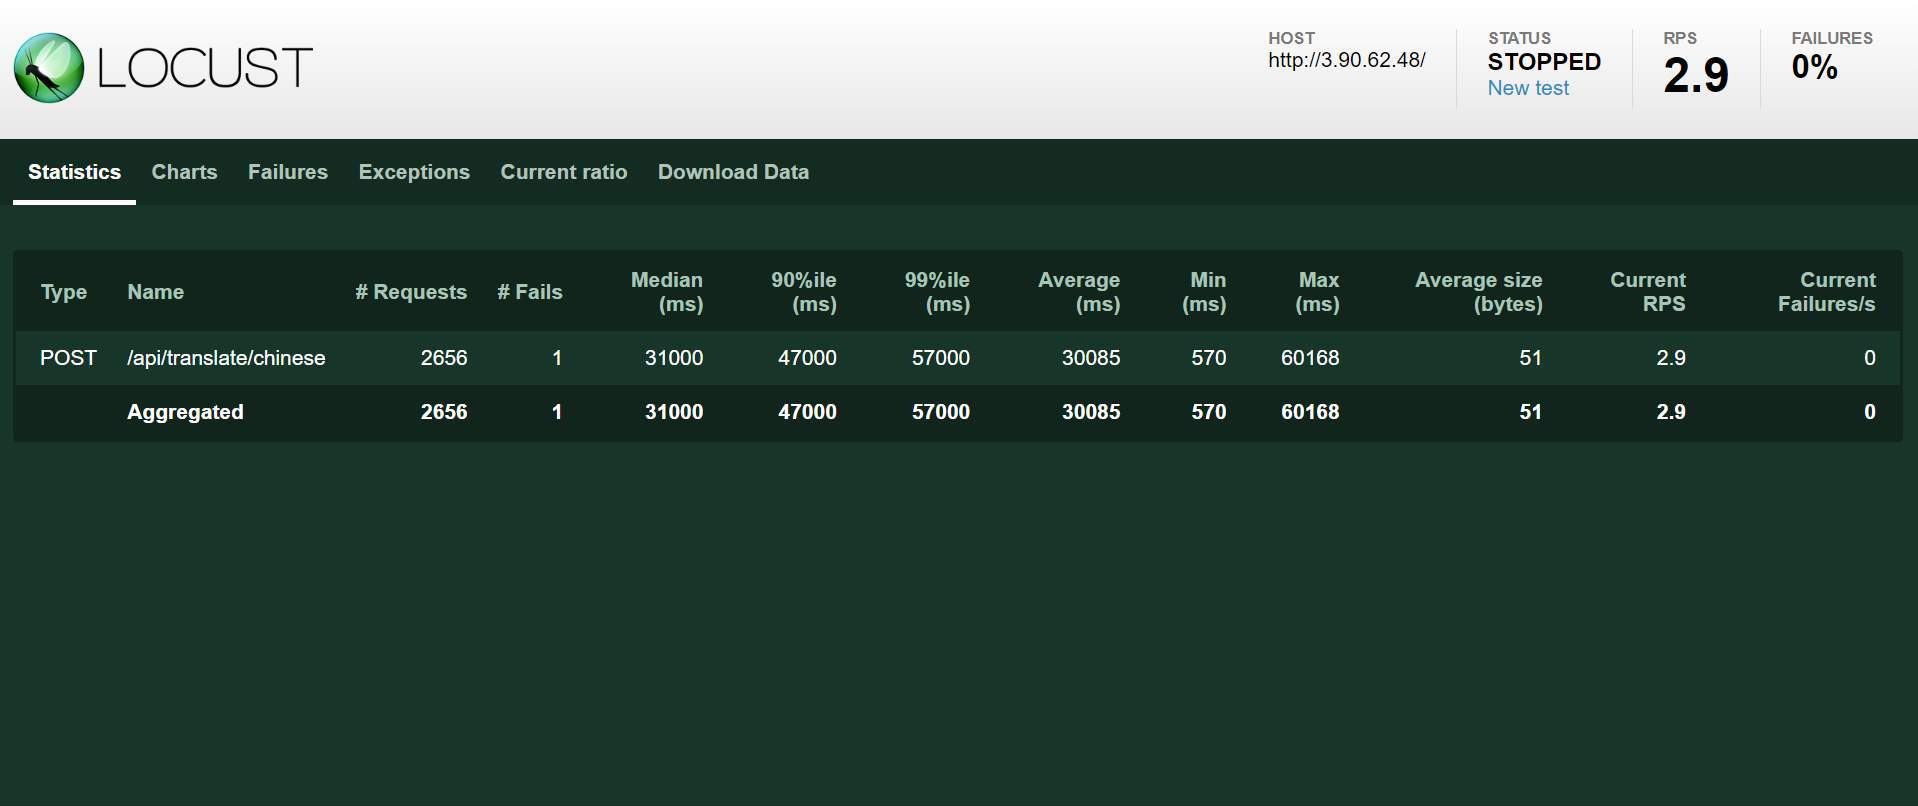 LOCUST
HOST
http://3.90.62.48/
STATUS
STOPPED
New test
RPS
2.9
FAILURES
0%
Statistics Charts Failures Exceptions Current ratio Download Data
Type Name # Requests # Fails Median (ms) 90%ile (ms) 99%ile (ms) Average (ms) Min (ms) Max (ms) Average size (bytes) Current RPS Current Failures/s
POST /api/translate/chinese 2656 1 31000 47000 57000 30085 570 60168 51 2.9 0
Aggregated 2656 1 31000 47000 57000 30085 570 60168 51 2.9 0